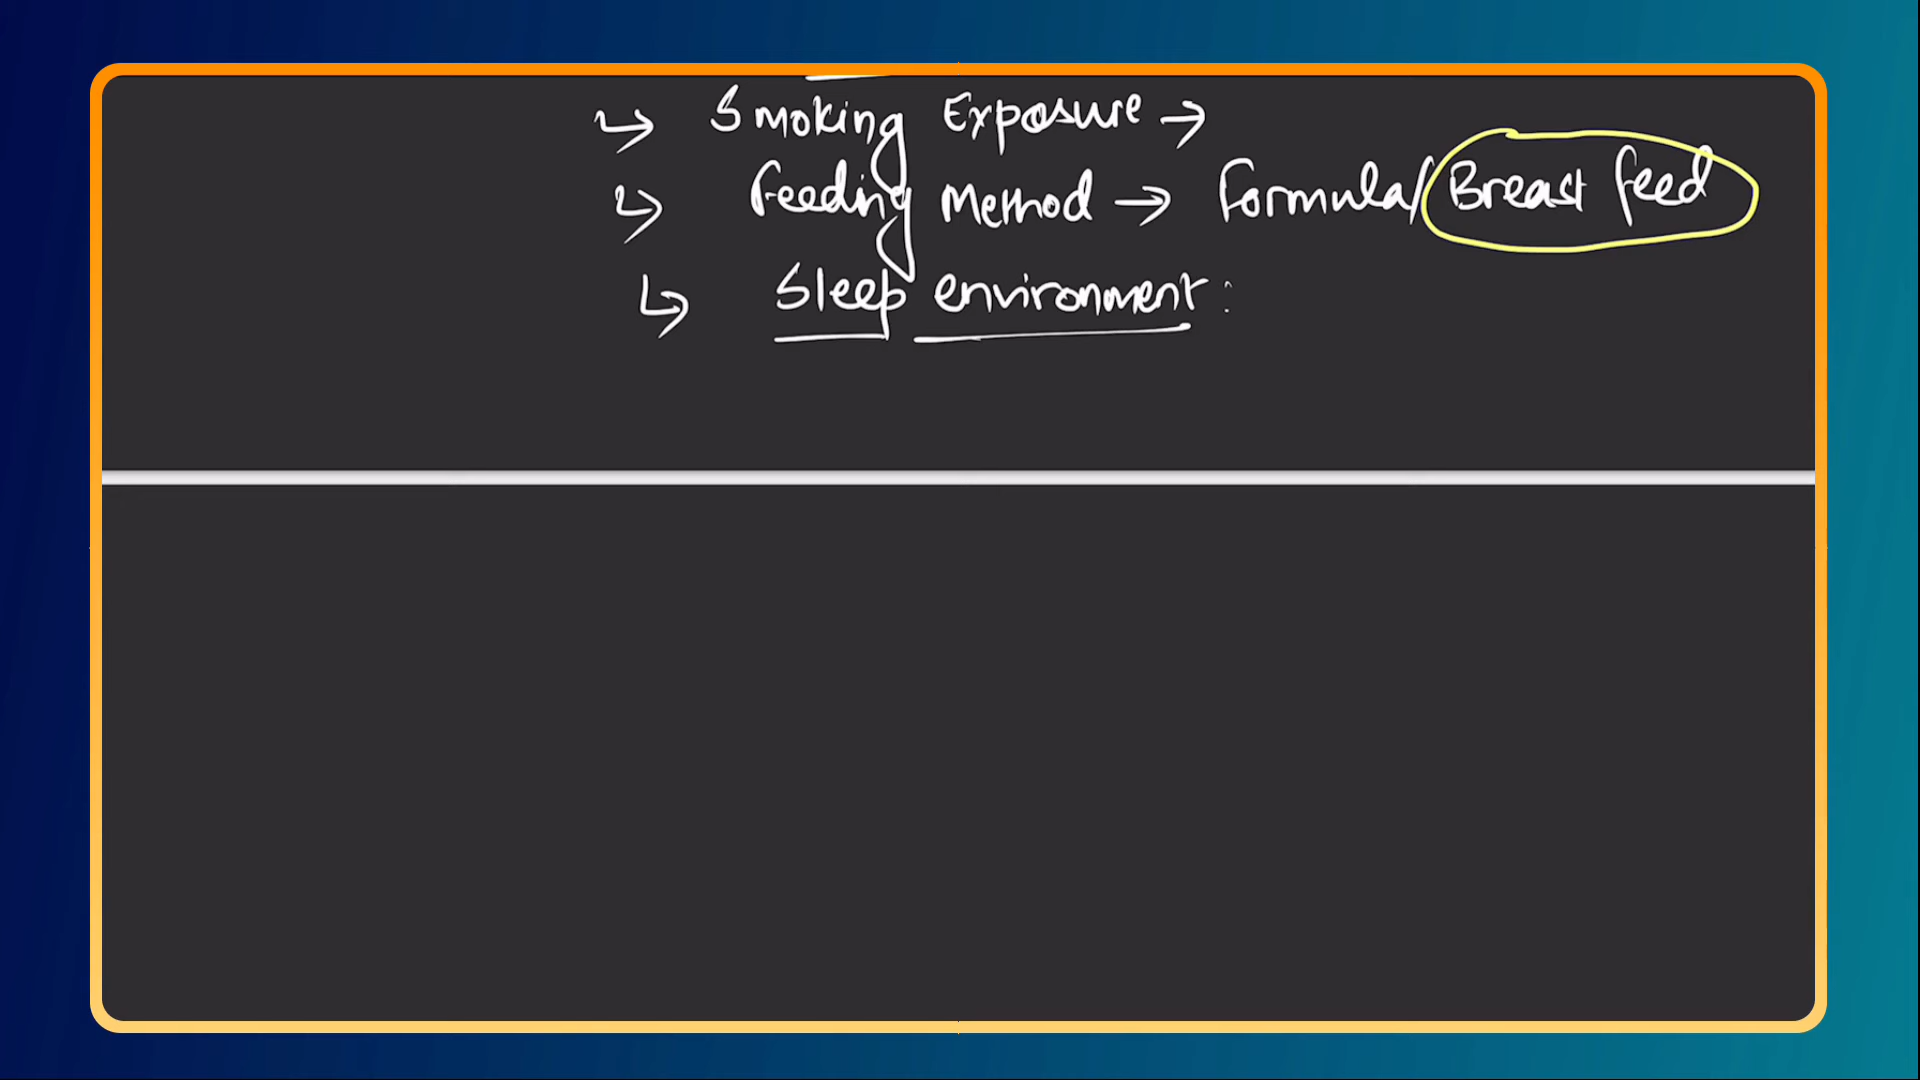 ↳ Smoking Exposure →
↳ Feeding Method → Formula/Breast feed
↳ Sleep environment: